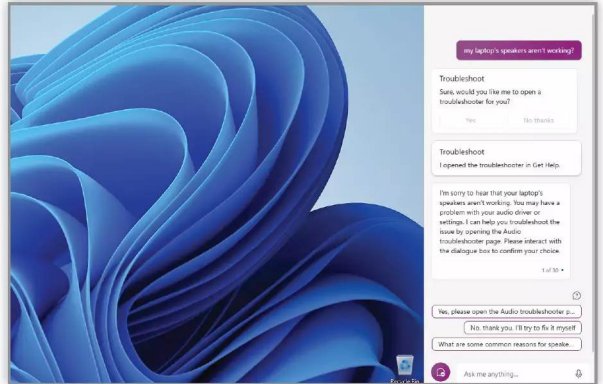 my laptop's speakers aren't working?
Troubleshoot
Sure, would you like me to open a
troubleshooter for you?
Yes
No thanks
Troubleshoot
I opened the troubleshooter in Get Help.
I'm sorry to hear that your laptop's
speakers aren't working. You may have a
problem with your audio driver or
settings. I can help you troubleshoot the
issue by opening the Audio
troubleshooter page. Please interact with
the dialogue box to confirm your choice.
1 of 30
Yes, please open the Audio troubleshooter p...
No, thank you. I'll try to fix it myself
What are some common reasons for speake...
Recycle Bin
Ask me anything...